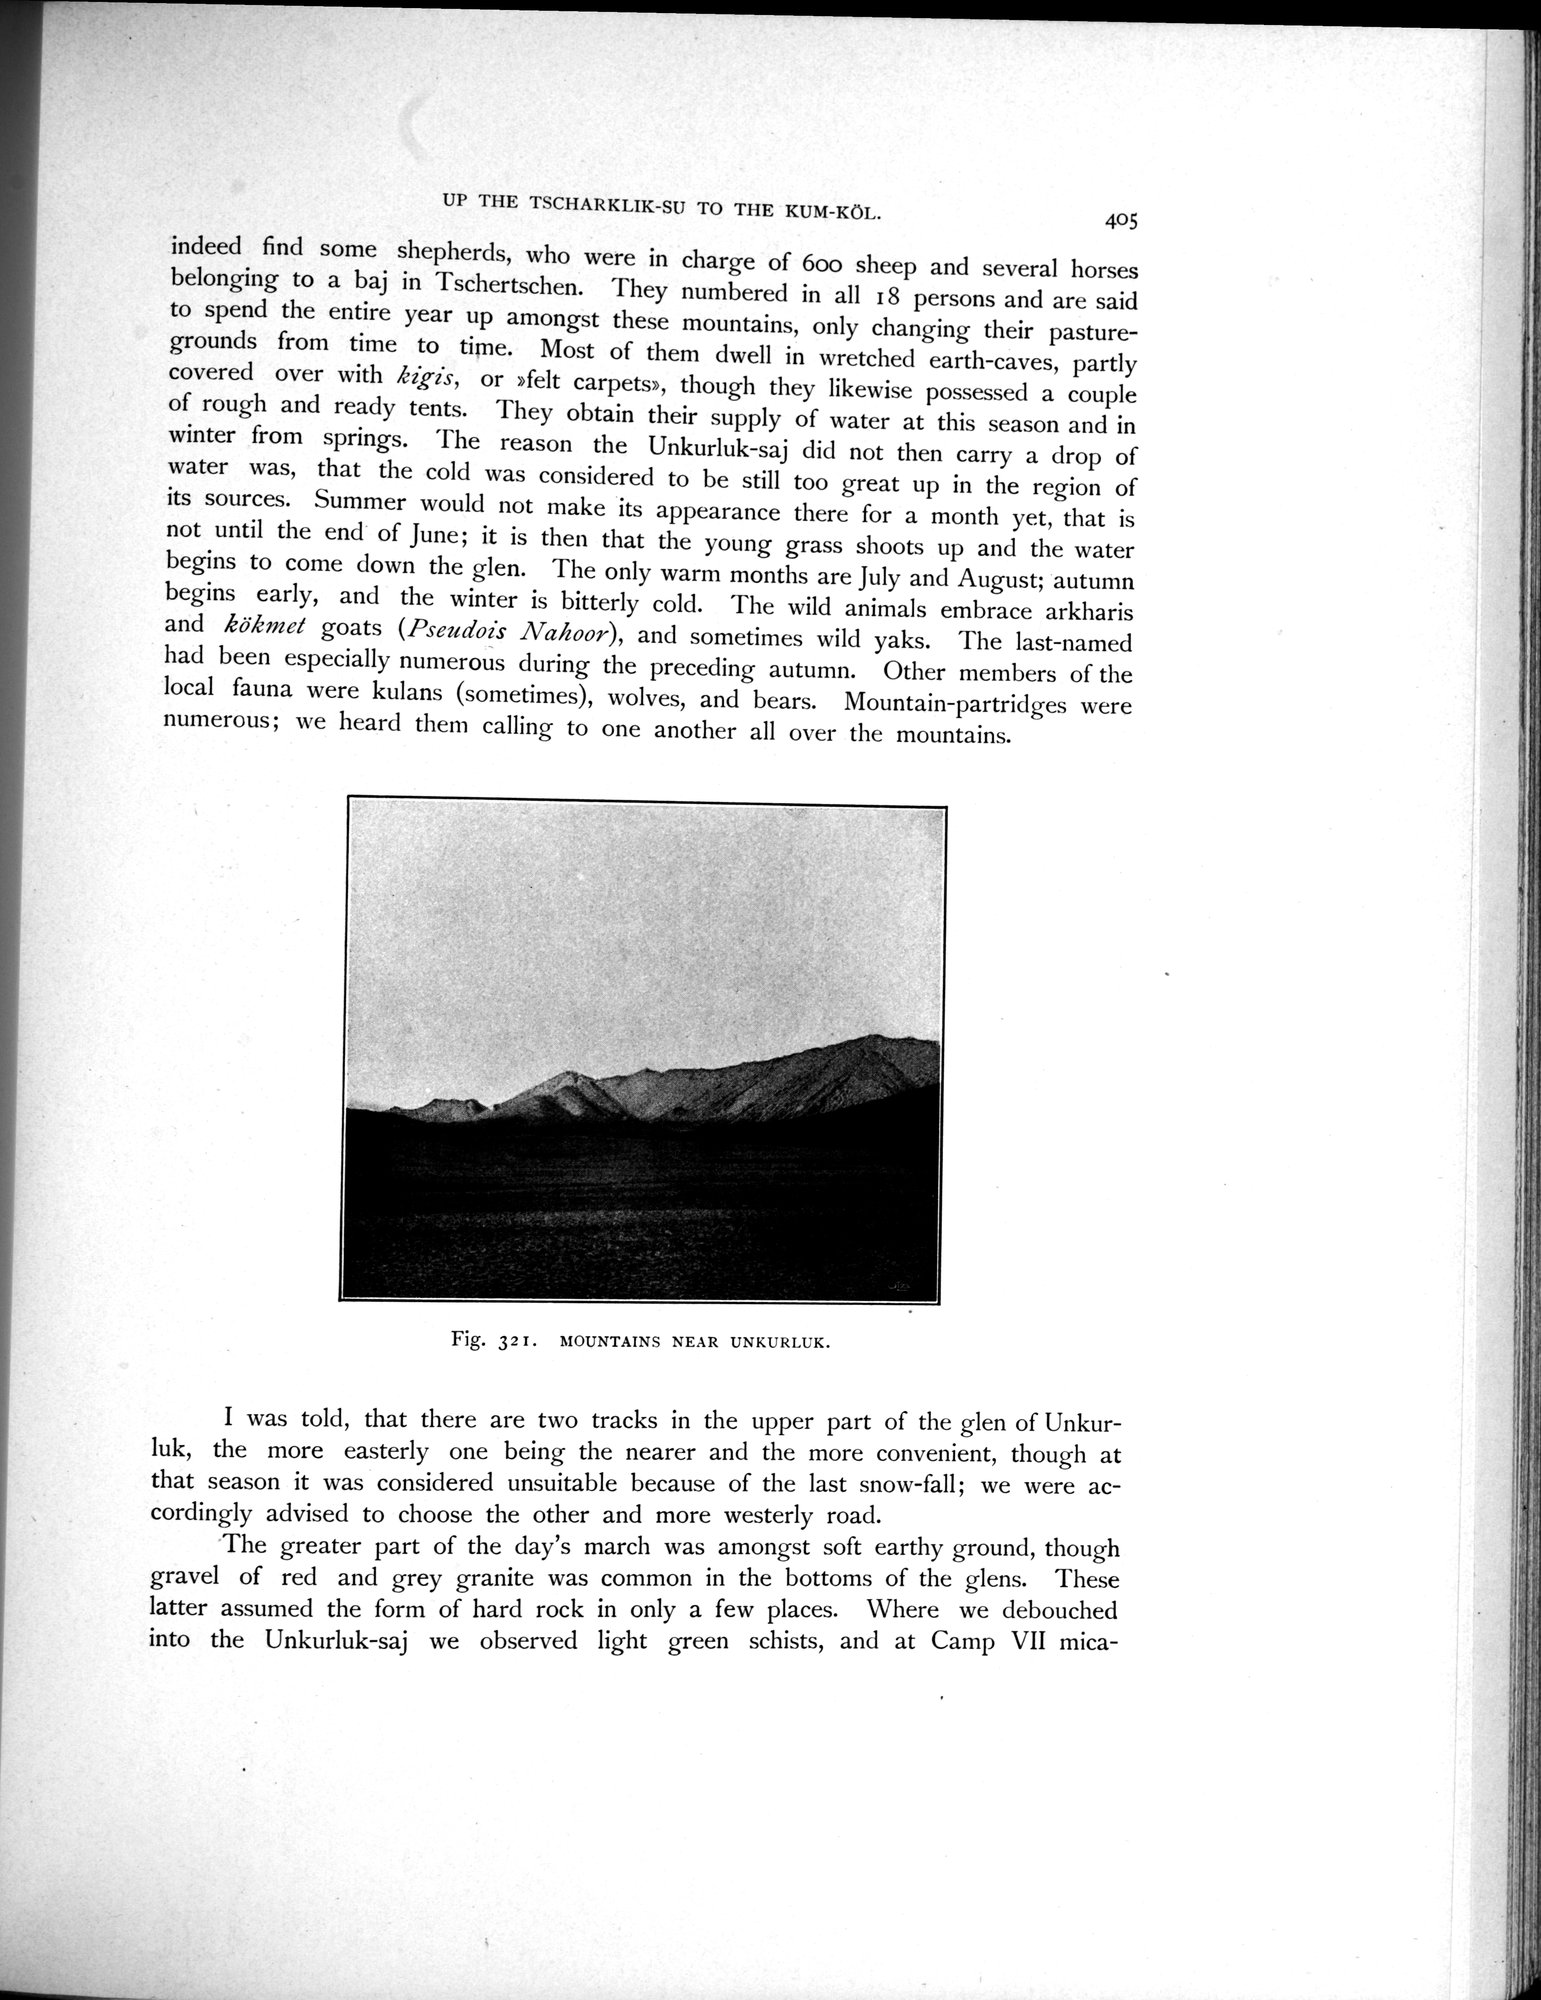 UP THE TSCHARKLIK-SU TO THE KUM-KÖL.
405
indeed find some shepherds, who were in charge of 600 sheep and several horses
belonging to a baj in Tschertschen. They numbered in all 18 persons and are said
to spend the entire year up amongst these mountains, only changing their pasture-
grounds from time to time. Most of them dwell in wretched earth-caves, partly
covered over with kigis, or »felt carpets», though they likewise possessed a couple
of rough and ready tents. They obtain their supply of water at this season and in
winter from springs. The reason the Unkurluk-saj did not then carry a drop of
water was, that the cold was considered to be still too great up in the region of
its sources. Summer would not make its appearance there for a month yet, that is
not until the end of June; it is then that the young grass shoots up and the water
begins to come down the glen. The only warm months are July and August; autumn
begins early, and the winter is bitterly cold. The wild animals embrace arkharis
and kökmet goats (Pseudois Nahoor), and sometimes wild yaks. The last-named
had been especially numerous during the preceding autumn. Other members of the
local fauna were kulans (sometimes), wolves, and bears. Mountain-partridges were
numerous; we heard them calling to one another all over the mountains.
Fig. 321. MOUNTAINS NEAR UNKURLUK.
I was told, that there are two tracks in the upper part of the glen of Unkur-
luk, the more easterly one being the nearer and the more convenient, though at
that season it was considered unsuitable because of the last snow-fall; we were ac-
cordingly advised to choose the other and more westerly road.
The greater part of the day's march was amongst soft earthy ground, though
gravel of red and grey granite was common in the bottoms of the glens. These
latter assumed the form of hard rock in only a few places. Where we debouched
into the Unkurluk-saj we observed light green schists, and at Camp VII mica-